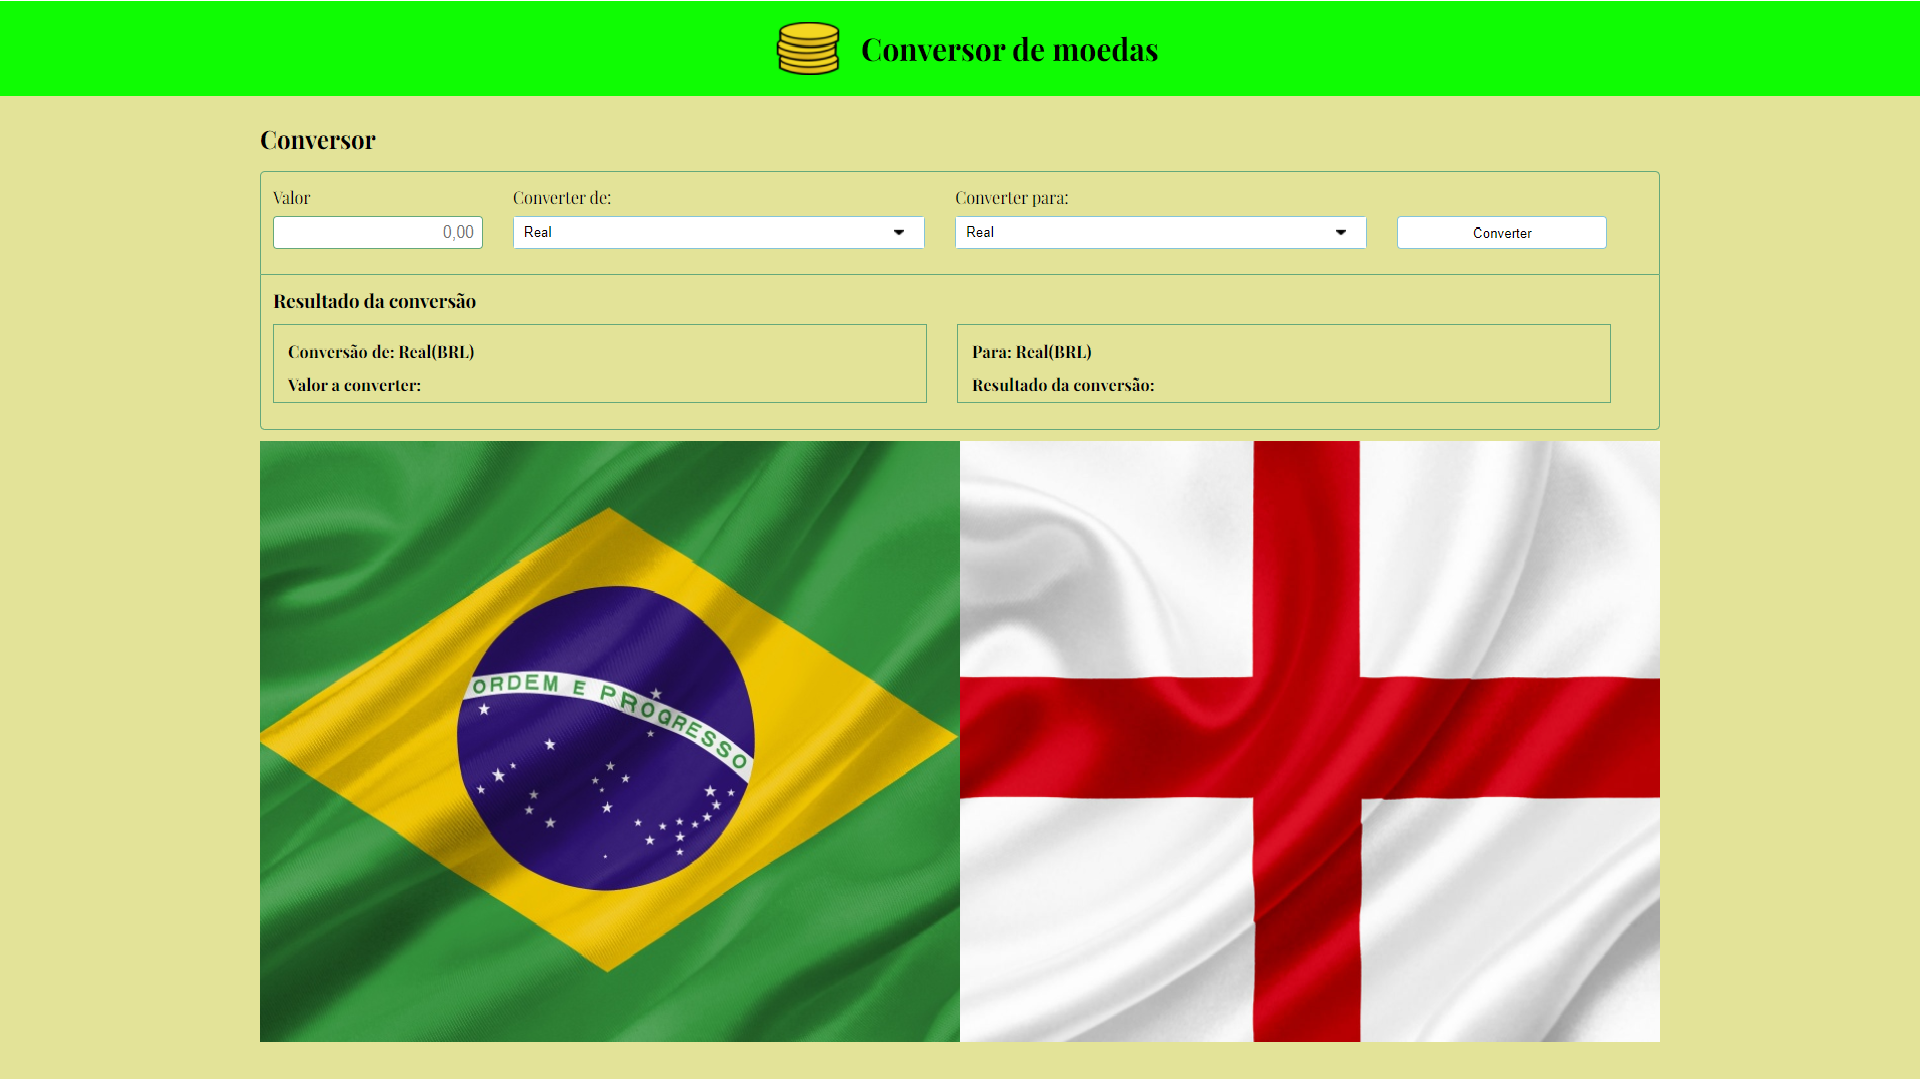 Conversor de moedas
Conversor
Valor
Converter de:
Converter para:
0,00
Real
Real
Converter
Resultado da conversão
Conversão de: Real(BRL)
Valor a converter:
Para: Real(BRL)
Resultado da conversão:
ORDEM E PROGRESSO